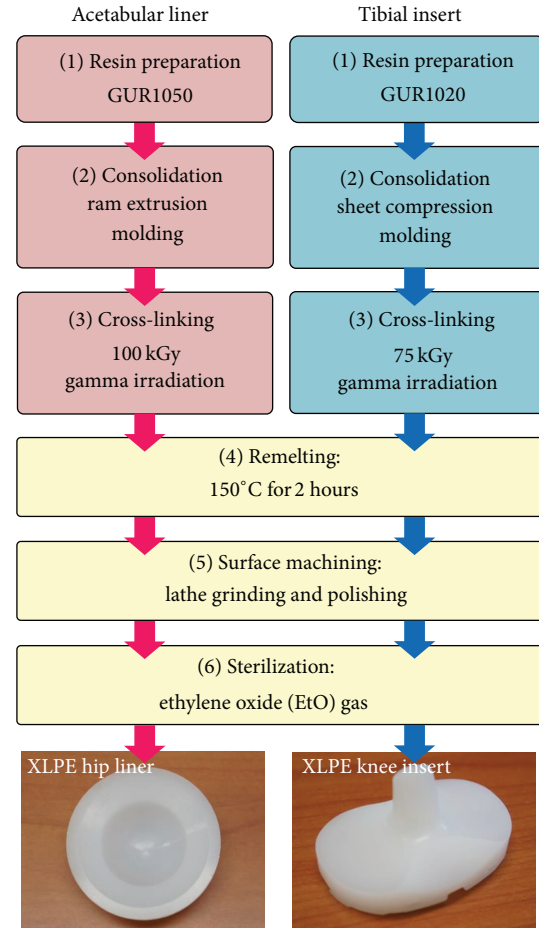 Acetabular liner
Tibial insert
(1) Resin preparation
GUR1050
(1) Resin preparation
GUR1020
(2) Consolidation
ram extrusion
molding
(2) Consolidation
sheet compression
molding
(3) Cross-linking
100 kGy
gamma irradiation
(3) Cross-linking
75 kGy
gamma irradiation
(4) Remelting:
150°C for 2 hours
(5) Surface machining:
lathe grinding and polishing
(6) Sterilization:
ethylene oxide (EtO) gas
XLPE hip liner
XLPE knee insert